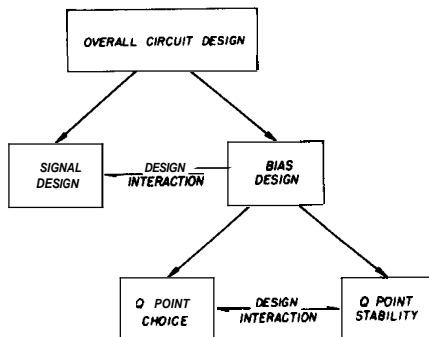 OVERALL CIRCUIT DESIGN
SIGNAL
DESIGN
DESIGN
INTERACTION
BIAS
DESIGN
Q POINT
CHOICE
DESIGN
INTERACTION
Q POINT
STABILITY